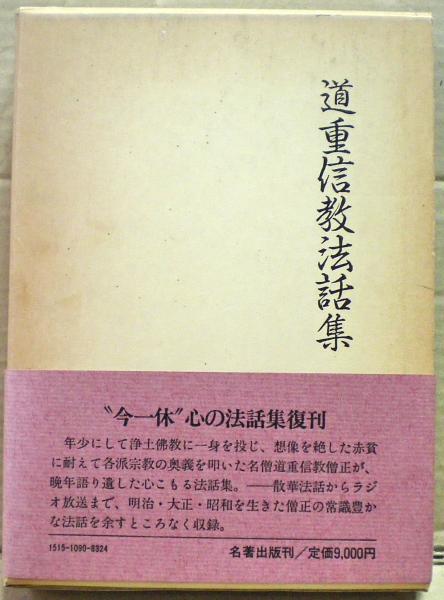 道重信教法話集
〝今一休〟心の法話集復刊
年少にして浄土佛教に一身を投じ、想像を絶した赤貧
に耐えて各派宗教の奥義を叩いた名僧道重信教僧正が、
晩年語り遺した心こもる法話集。――散華法話からラジ
オ放送まで、明治・大正・昭和を生きた僧正の常識豊か
な法話を余すところなく収録。
1515-1090-8324
名著出版刊/定価9,000円